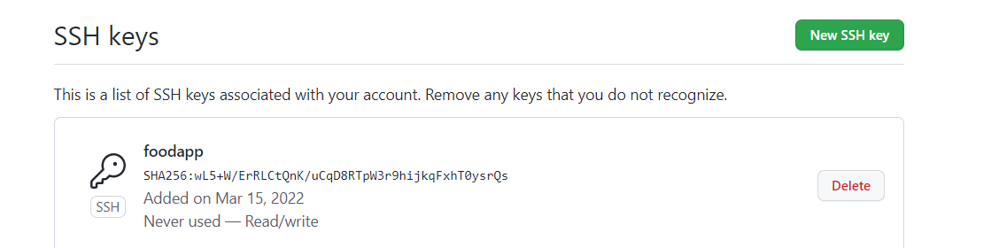 SSH keys
New SSH key
This is a list of SSH keys associated with your account. Remove any keys that you do not recognize.
foodapp
SHA256:wL5+W/ErRLCtQnK/uCqD8RTpW3r9hijkqFxhT0ysrQs
Added on Mar 15, 2022
Never used — Read/write
SSH
Delete